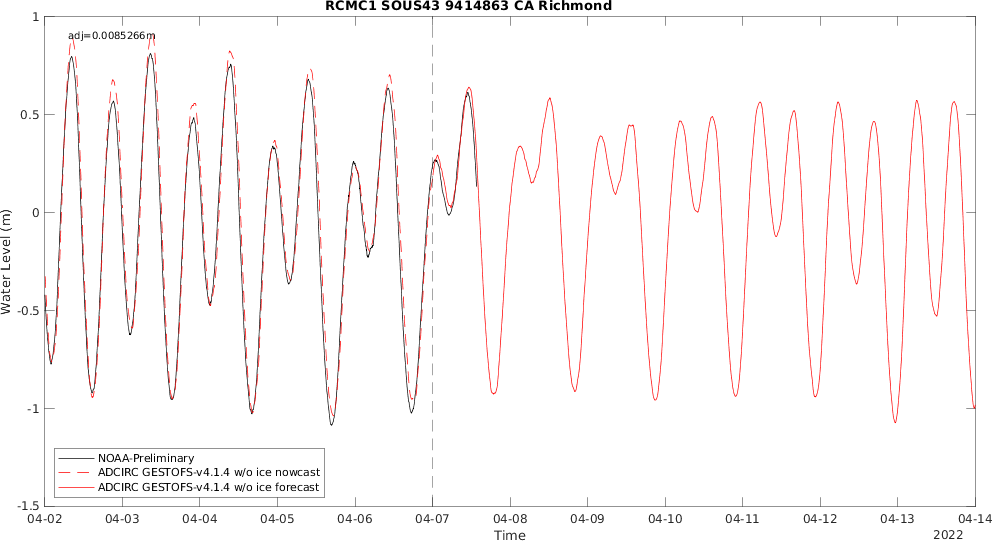 RCMC1 SOUS43 9414863 CA Richmond
adj=0.0085266m
1
0.5
0
-0.5
-1
-1.5
Water Level (m)
NOAA-Preliminary
ADCIRC GESTOFS-v4.1.4 w/o ice nowcast
ADCIRC GESTOFS-v4.1.4 w/o ice forecast
04-02 04-03 04-04 04-05 04-06 04-07 04-08 04-09 04-10 04-11 04-12 04-13 04-14
Time
2022